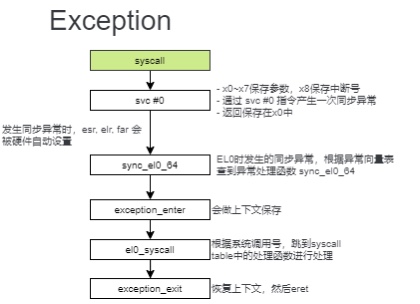 Exception
syscall
svc #0
- x0~x7保存参数，x8保存中断号
- 通过 svc #0 指令产生一次同步异常
- 返回保存在x0中
发生同步异常时，esr, elr, far 会
被硬件自动设置
sync_el0_64
EL0时发生的同步异常，根据异常向量表
查到异常处理函数 sync_el0_64
exception_enter
会做上下文保存
el0_syscall
根据系统调用号，跳到syscall
table中的处理函数进行处理
exception_exit
恢复上下文，然后eret